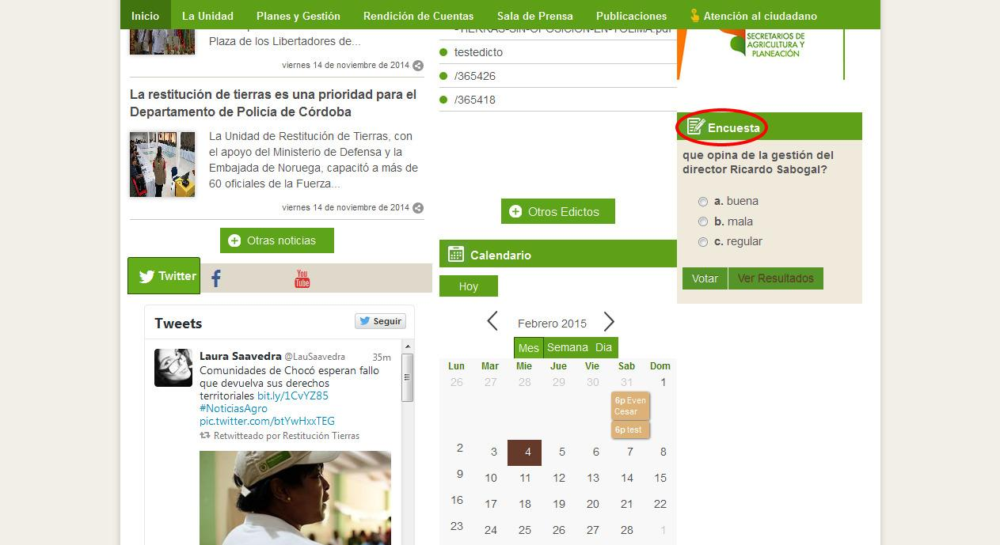 Inicio La Unidad Planes y Gestión Rendición de Cuentas Sala de Prensa Publicaciones Atención al ciudadano
Plaza de los Libertadores de...
viernes 14 de noviembre de 2014
La restitución de tierras es una prioridad para el
Departamento de Policía de Córdoba
La Unidad de Restitución de Tierras, con
el apoyo del Ministerio de Defensa y la
Embajada de Noruega, capacitó a más de
60 oficiales de la Fuerza...
viernes 14 de noviembre de 2014
Otras noticias
Twitter
You
Tube
Tweets
Seguir
Laura Saavedra @LauSaavedra 35m
Comunidades de Chocó esperan fallo
que devuelva sus derechos
territoriales bit.ly/1CvYZ85
#NoticiasAgro
pic.twitter.com/btYwHxxTEG
Retwitteado por Restitución Tierras
-TIERRAS-SIN-OPOSICION-EN-TOLIMA.pdf
testedicto
/365426
/365418
Otros Edictos
Calendario
Hoy
Febrero 2015
Mes Semana Dia
Lun Mar Mie Jue Vie Sab Dom
26 27 28 29 30 31 1
6p Even
Cesar
6p test
2 3 4 5 6 7 8
9 10 11 12 13 14 15
16 17 18 19 20 21 22
23 24 25 26 27 28 1
SECRETARIOS DE
AGRICULTURA Y
PLANEACIÓN
Encuesta
que opina de la gestión del
director Ricardo Sabogal?
a. buena
b. mala
c. regular
Votar Ver Resultados